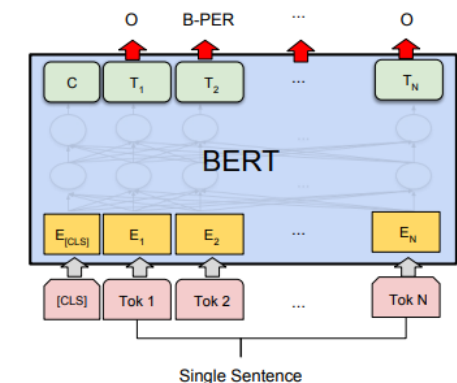 O B-PER ... O
C T1 T2 ... TN
...
BERT
...
E[CLS] E1 E2 ... EN
[CLS] Tok 1 Tok 2 ... Tok N
Single Sentence